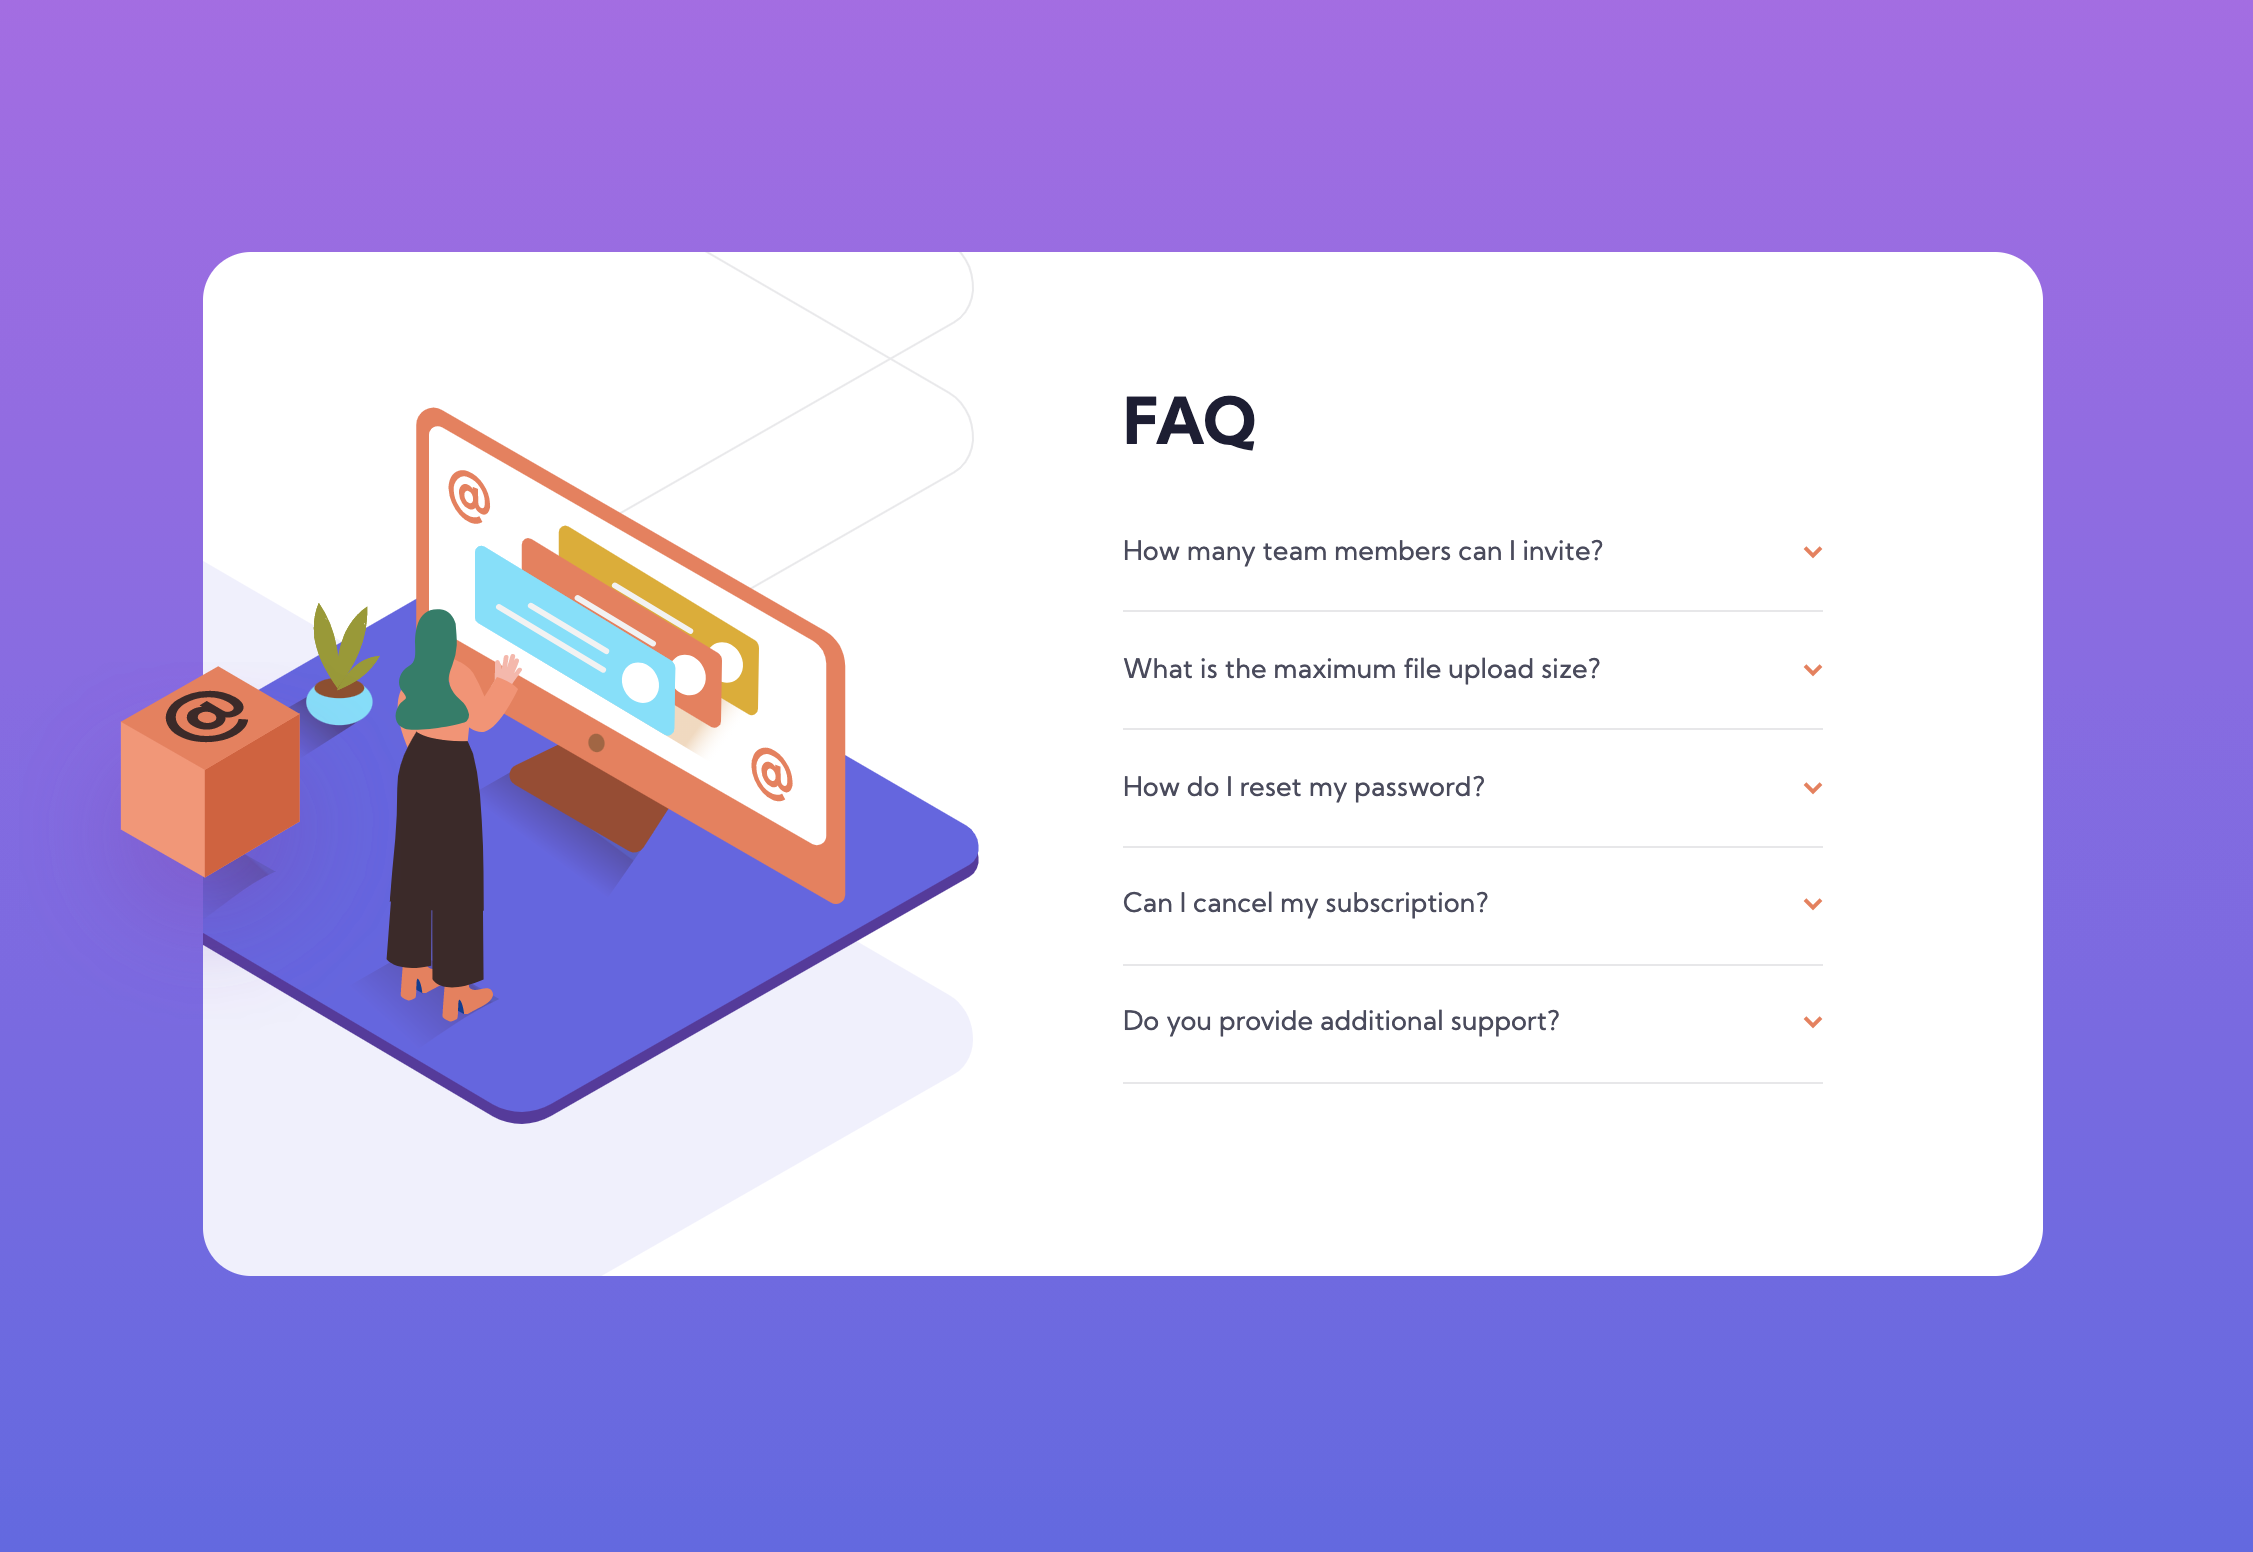 @
@
@
FAQ
How many team members can I invite?
What is the maximum file upload size?
How do I reset my password?
Can I cancel my subscription?
Do you provide additional support?